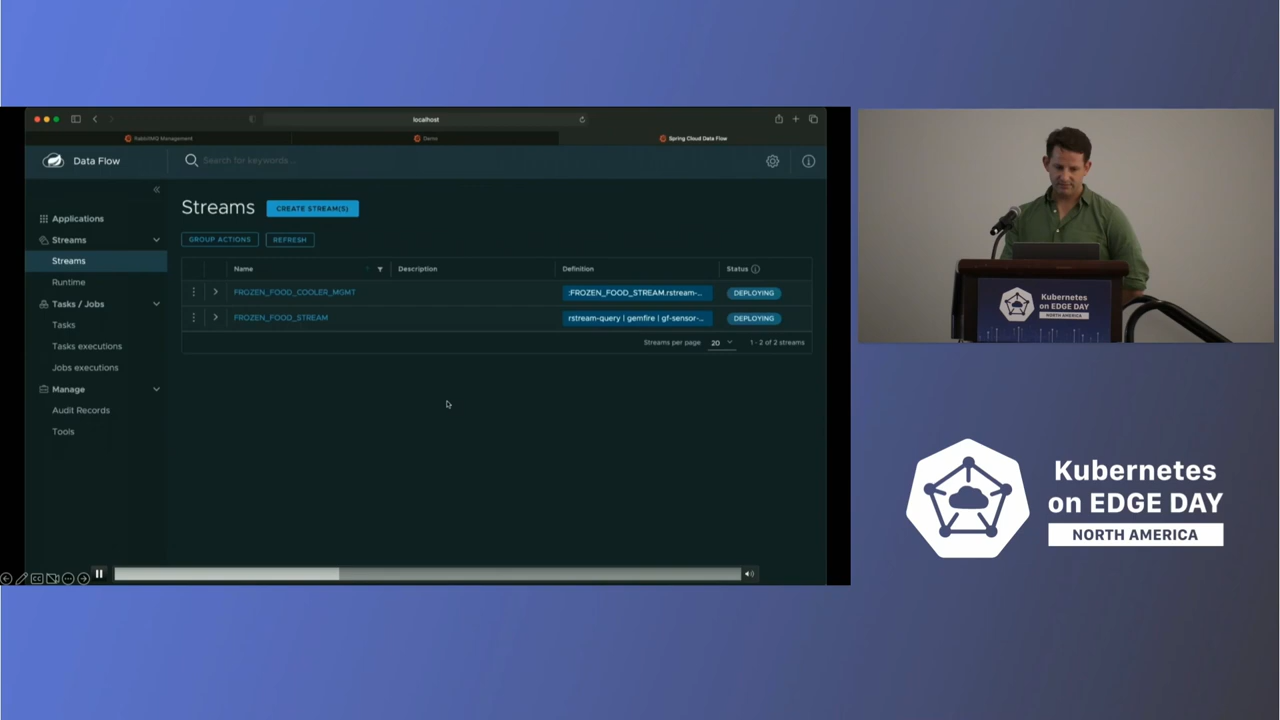 localhost
RabbitMQ Management
Demo
Spring Cloud Data Flow
Data Flow
Search for keywords...
Applications
Streams
Streams
Runtime
Tasks / Jobs
Tasks
Tasks executions
Jobs executions
Manage
Audit Records
Tools
Streams
CREATE STREAM(S)
GROUP ACTIONS
REFRESH
Name
Description
Definition
Status
FROZEN_FOOD_COOLER_MGMT
:FROZEN_FOOD_STREAM.rstream-...
DEPLOYING
FROZEN_FOOD_STREAM
rstream-query | gemfire | gf-sensor-...
DEPLOYING
Streams per page
20
1 - 2 of 2 streams
CC
Kubernetes
on EDGE DAY
NORTH AMERICA
Kubernetes
on EDGE DAY
NORTH AMERICA